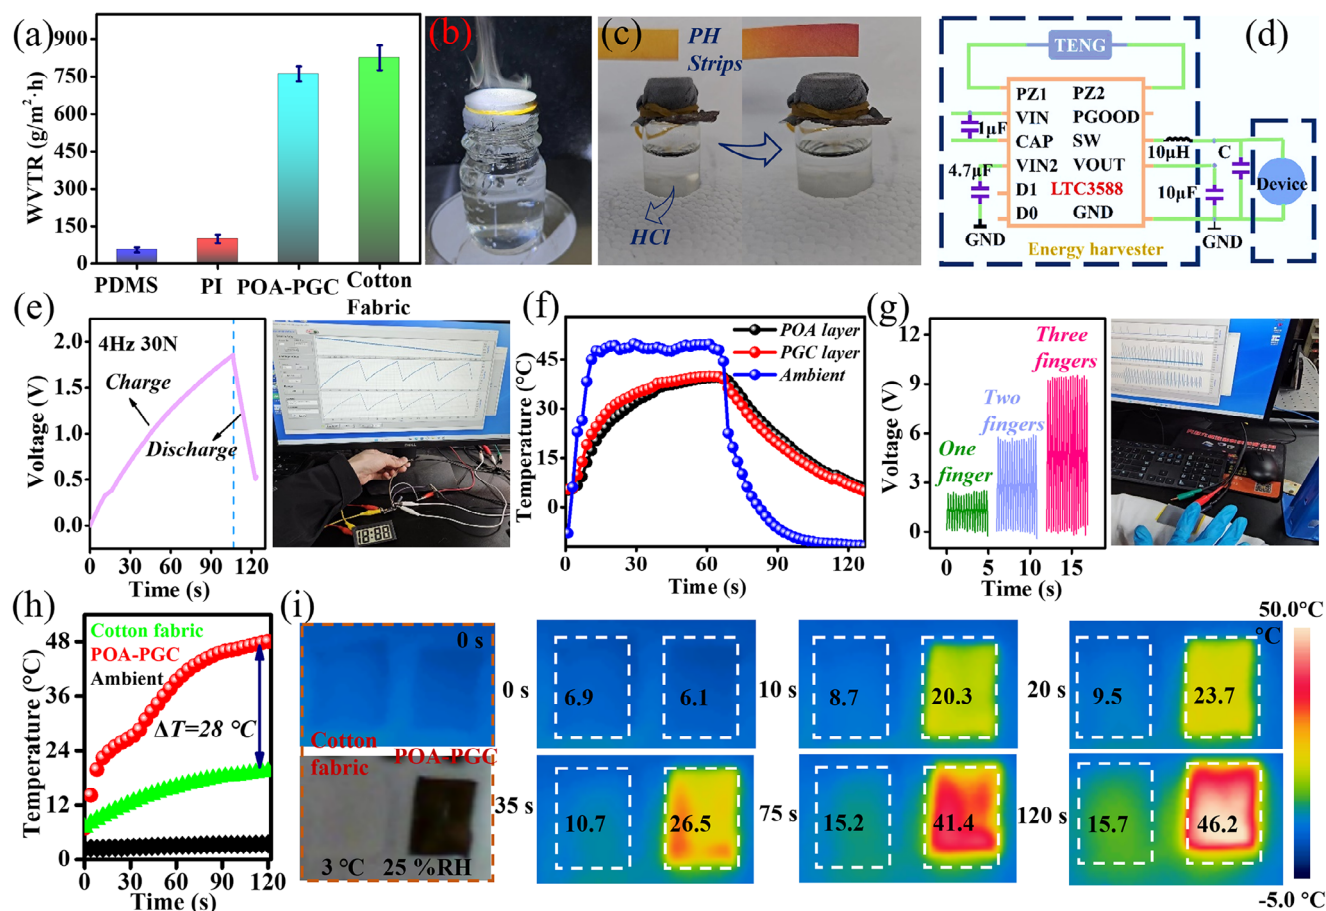 (a)
900
750
600
450
300
150
0
WVTR (g/m²·h)
PDMS
PI
POA-PGC
Cotton
Fabric
(b)
(c)
PH
Strips
HCl
(d)
TENG
PZ1 PZ2
VIN PGOOD
CAP SW
VIN2 VOUT
D1 LTC3588
D0 GND
1μF
4.7μF
GND
10μH
C
10μF
GND
Device
Energy harvester
(e)
4Hz 30N
Charge
Discharge
2.0
1.5
1.0
0.5
0.0
Voltage (V)
0 30 60 90 120
Time (s)
18:88
(f)
POA layer
PGC layer
Ambient
45
30
15
0
Temperature (°C)
0 15 30 45 60 75 90 105 120
Time (s)
(g)
12
9
6
3
0
Voltage (V)
One
finger
Two
fingers
Three
fingers
0 5 10 15
Time (s)
(h)
Cotton fabric
POA-PGC
Ambient
48
36
24
12
0
Temperature (°C)
ΔT=28 °C
0 30 60 90 120
Time (s)
(i)
0 s
Cotton
fabric
POA-PGC
3 °C 25 %RH
0 s
6.9 6.1
10 s
8.7 20.3
20 s
9.5 23.7
35 s
10.7 26.5
75 s
15.2 41.4
120 s
15.7 46.2
50.0°C
°C
-5.0 °C